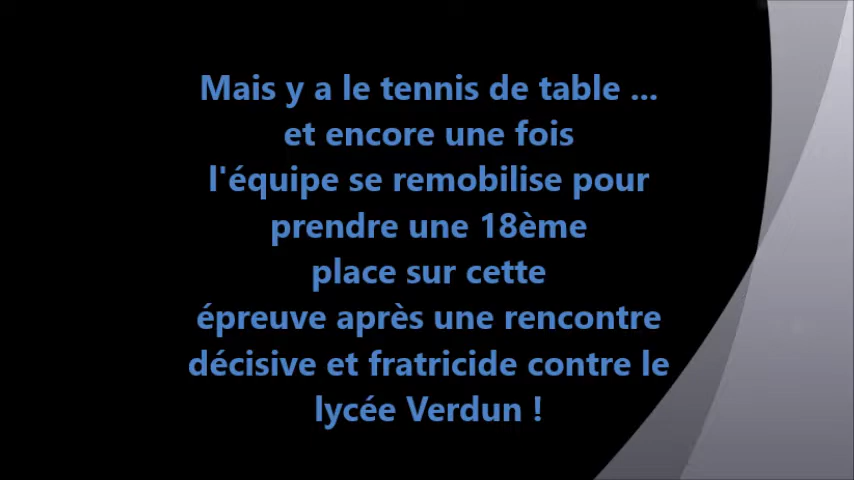 Mais y a le tennis de table ...
et encore une fois
l'équipe se remobilise pour
prendre une 18ème
place sur cette
épreuve après une rencontre
décisive et fratricide contre le
lycée Verdun !